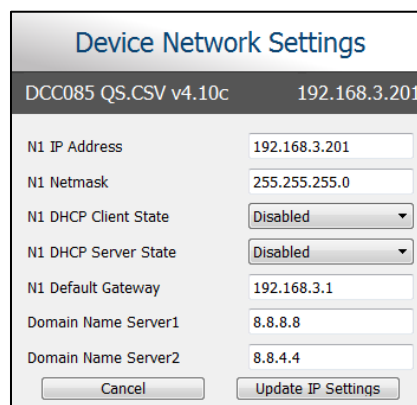 Device Network Settings
DCC085 QS.CSV v4.10c 192.168.3.201
N1 IP Address 192.168.3.201
N1 Netmask 255.255.255.0
N1 DHCP Client State Disabled
N1 DHCP Server State Disabled
N1 Default Gateway 192.168.3.1
Domain Name Server1 8.8.8.8
Domain Name Server2 8.8.4.4
Cancel Update IP Settings